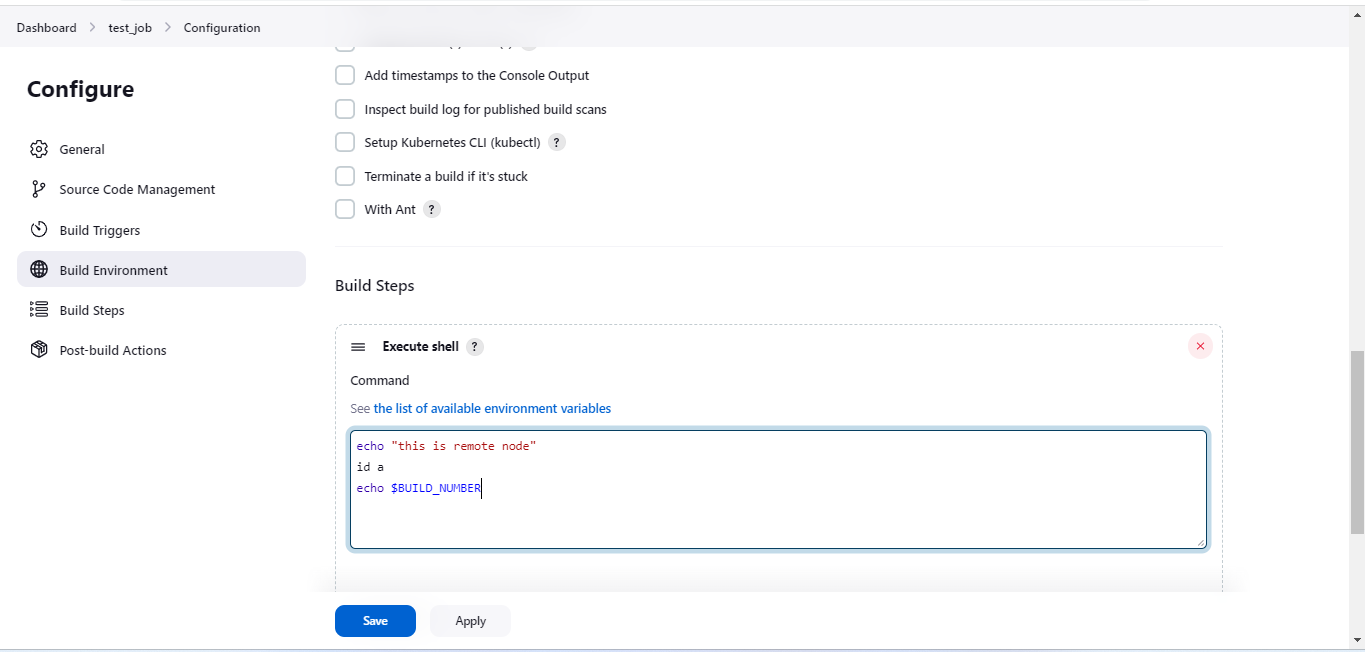 Dashboard > test_job > Configuration
Configure
General
Source Code Management
Build Triggers
Build Environment
Build Steps
Post-build Actions
Add timestamps to the Console Output
Inspect build log for published build scans
Setup Kubernetes CLI (kubectl) ?
Terminate a build if it's stuck
With Ant ?
Build Steps
Execute shell ?
Command
See the list of available environment variables
echo "this is remote node"
id a
echo $BUILD_NUMBER
Save Apply